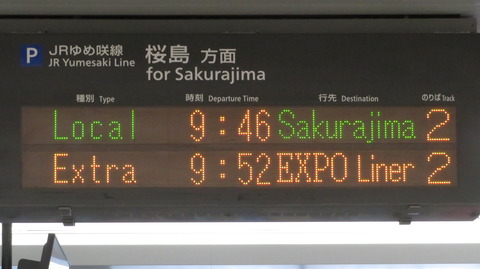 P JRゆめ咲線 桜島 方面
JR Yumesaki Line for Sakurajima
種別 Type 時刻 Departure Time 行先 Destination のりば Track
Local 9:46 Sakurajima 2
Extra 9:52 EXPO Liner 2